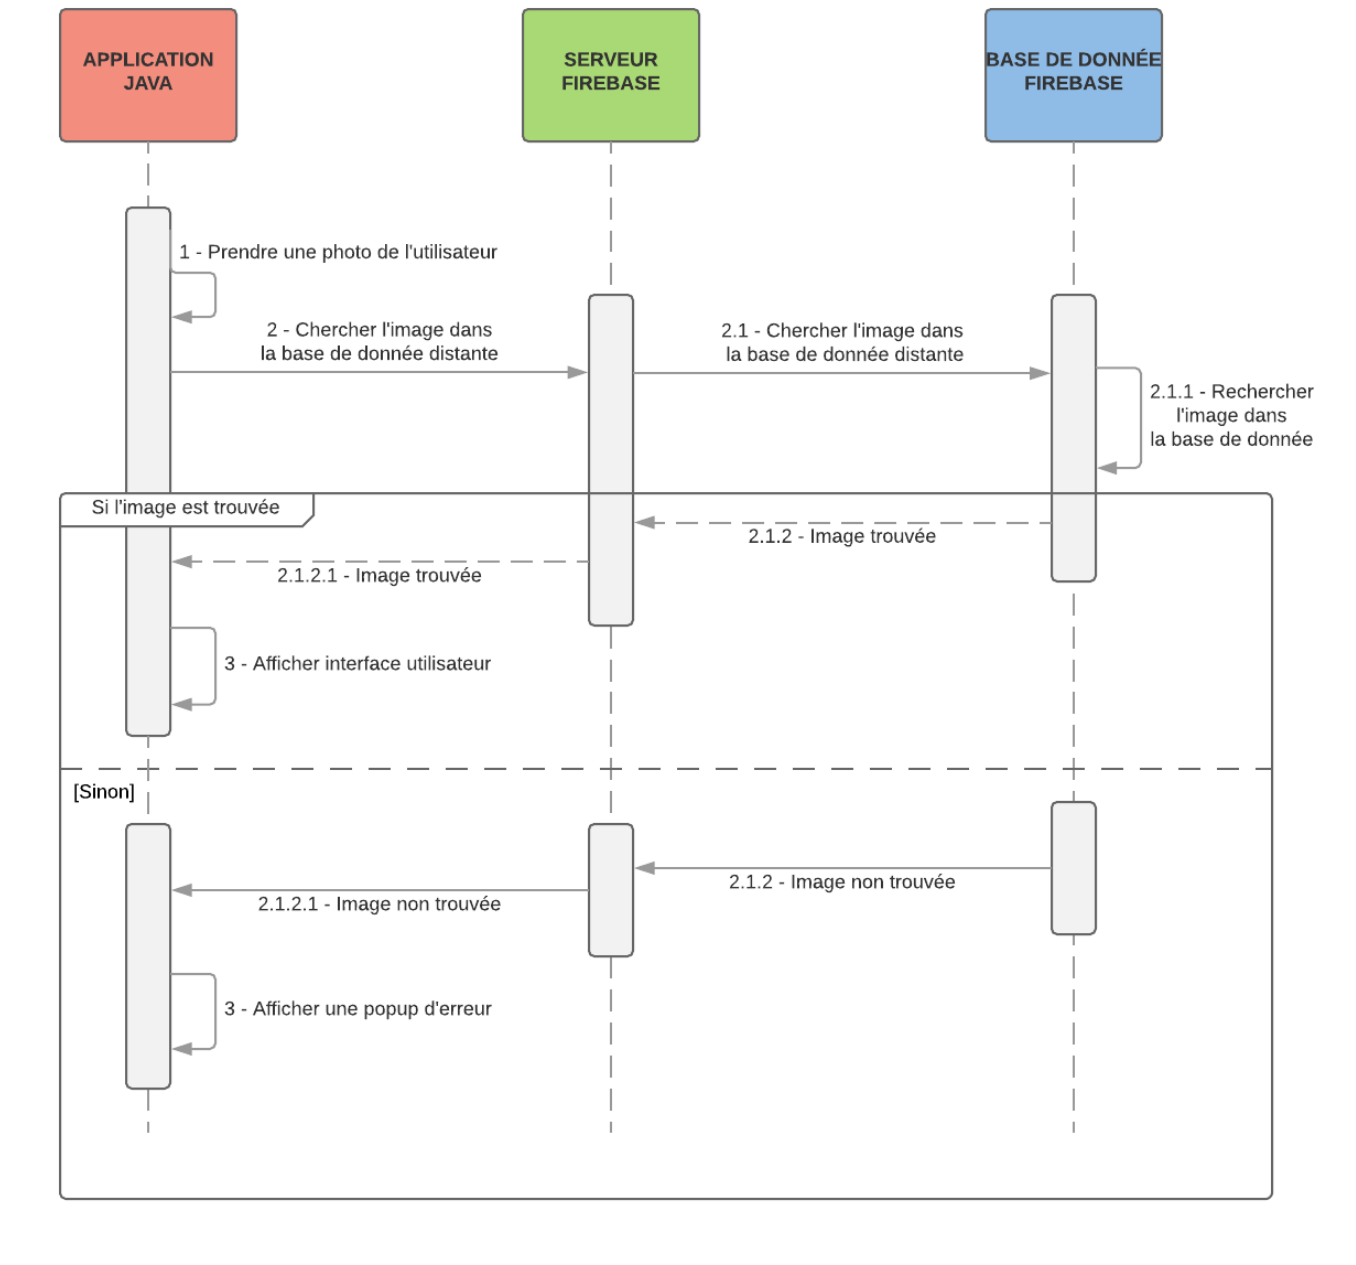 APPLICATION
JAVA
SERVEUR
FIREBASE
BASE DE DONNÉE
FIREBASE
1 - Prendre une photo de l'utilisateur
2 - Chercher l'image dans
la base de donnée distante
2.1 - Chercher l'image dans
la base de donnée distante
2.1.1 - Rechercher
l'image dans
la base de donnée
Si l'image est trouvée
2.1.2 - Image trouvée
2.1.2.1 - Image trouvée
3 - Afficher interface utilisateur
[Sinon]
2.1.2 - Image non trouvée
2.1.2.1 - Image non trouvée
3 - Afficher une popup d'erreur